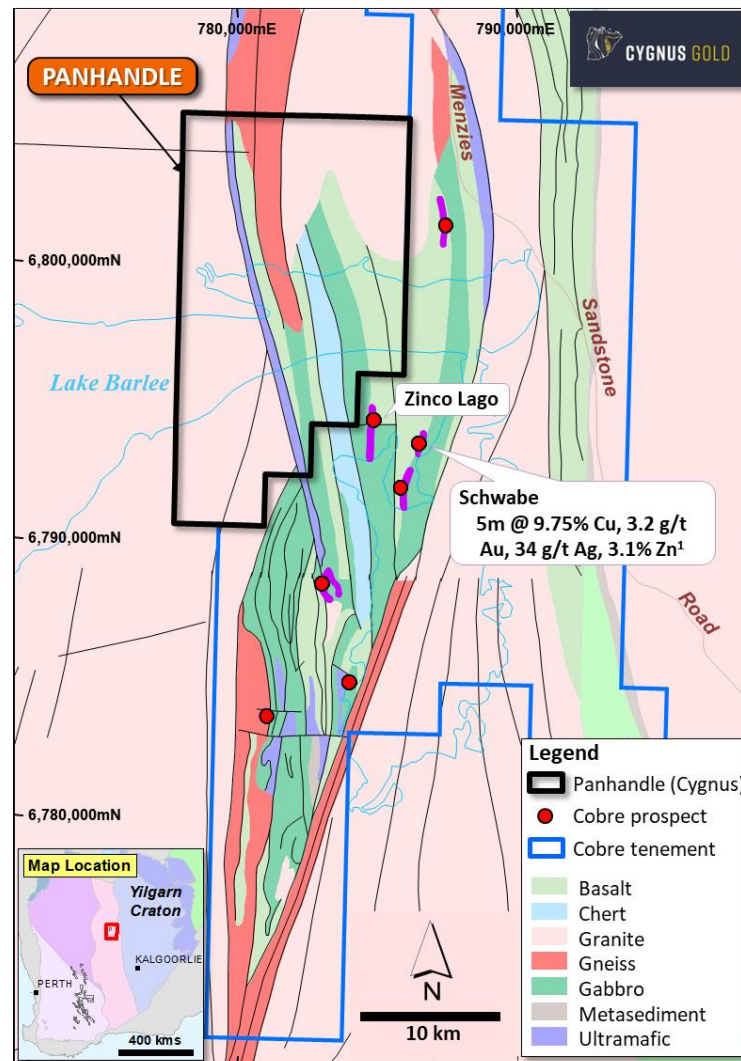 780,000mE
790,000mE
CYGNUS GOLD
PANHANDLE
Menzies
6,800,000mN
Sandstone
Lake Barlee
Zinco Lago
Schwabe
5m @ 9.75% Cu, 3.2 g/t
Au, 34 g/t Ag, 3.1% Zn¹
6,790,000mN
Road
6,780,000mN
Legend
Panhandle (Cygnus)
Cobre prospect
Cobre tenement
Basalt
Chert
Granite
Gneiss
Gabbro
Metasediment
Ultramafic
Map Location
Yilgarn
Craton
KALGOORLIE
PERTH
400 kms
N
10 km